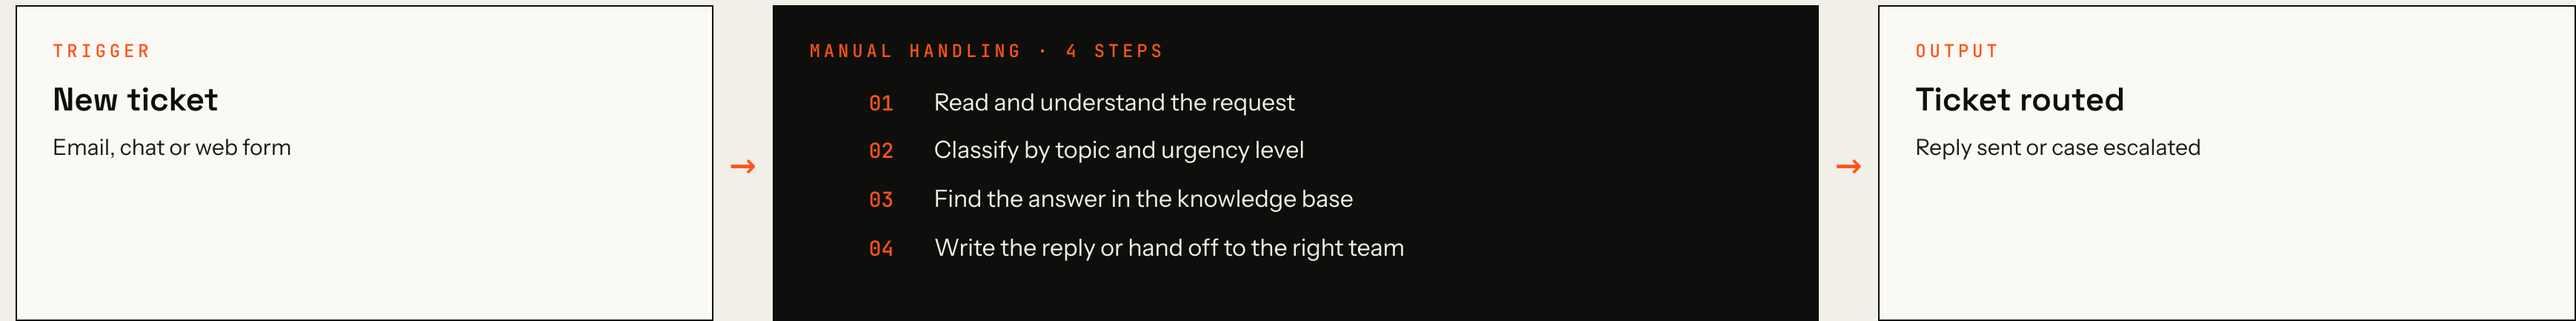 TRIGGER
New ticket
Email, chat or web form
→
MANUAL HANDLING · 4 STEPS
01 Read and understand the request
02 Classify by topic and urgency level
03 Find the answer in the knowledge base
04 Write the reply or hand off to the right team
→
OUTPUT
Ticket routed
Reply sent or case escalated